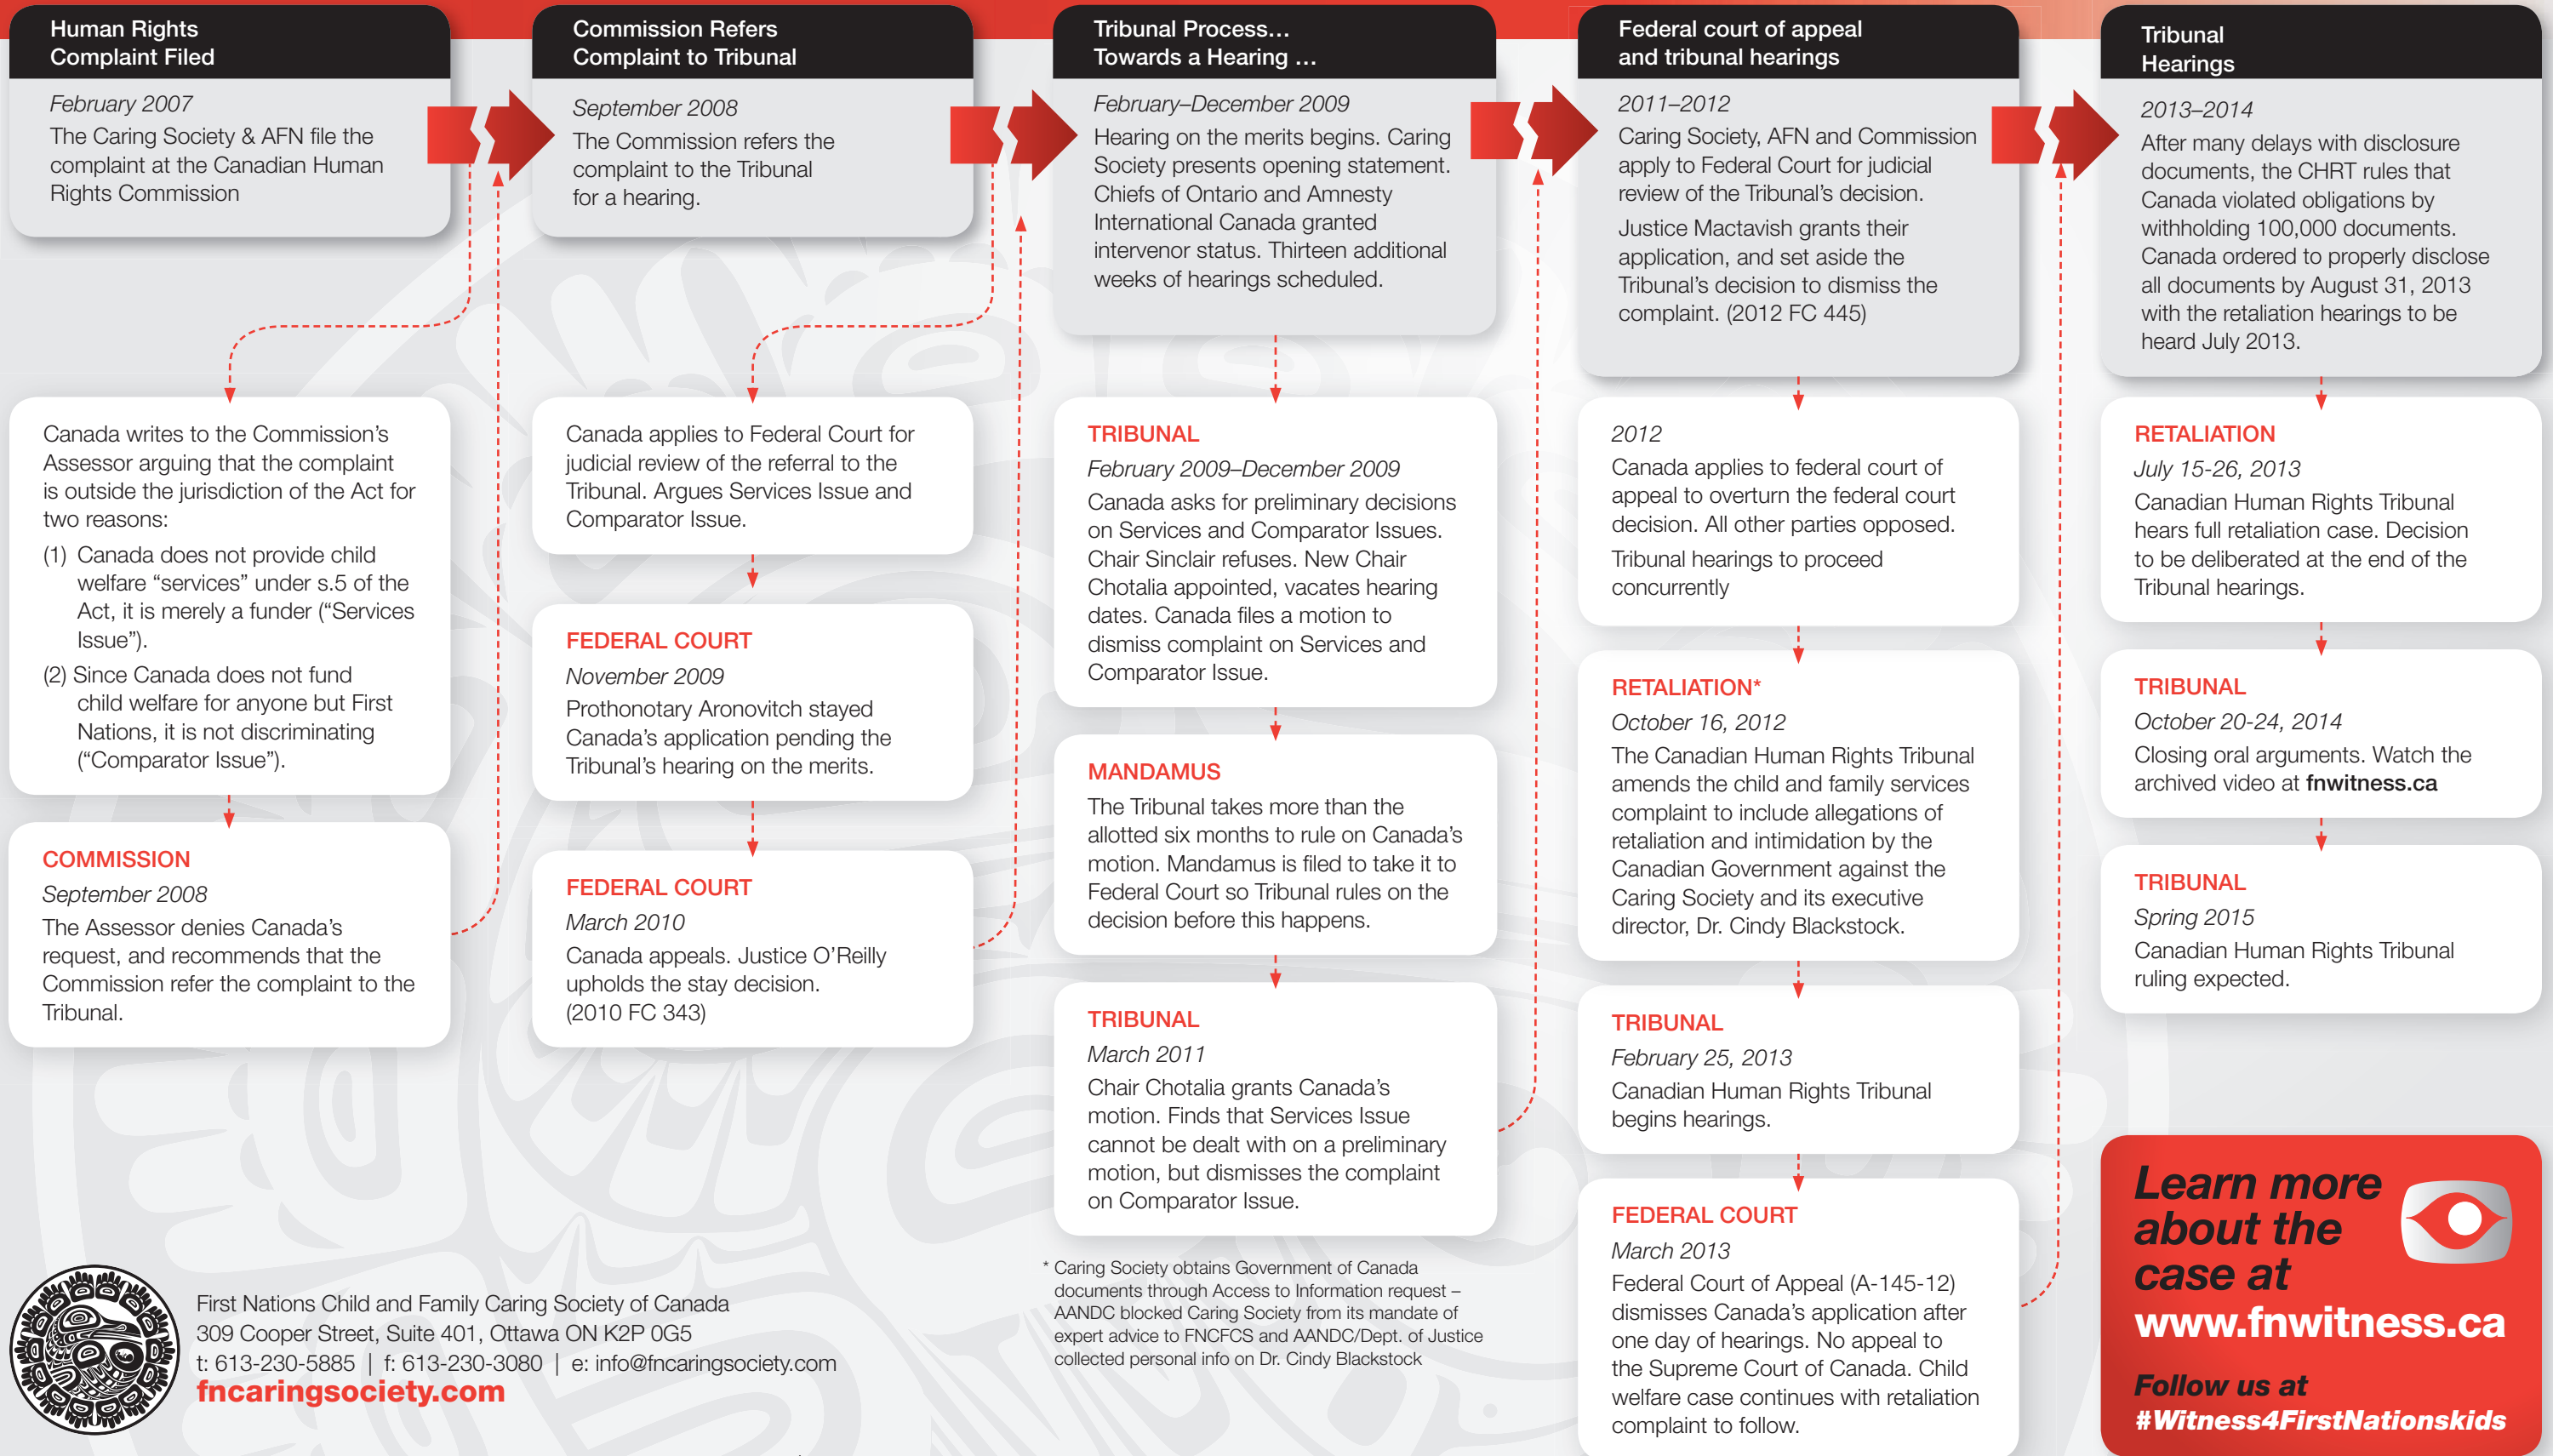 Human Rights
Complaint Filed
February 2007
The Caring Society & AFN file the
complaint at the Canadian Human
Rights Commission
Canada writes to the Commission’s
Assessor arguing that the complaint
is outside the jurisdiction of the Act for
two reasons:
(1) Canada does not provide child
welfare “services” under s.5 of the
Act, it is merely a funder (“Services
Issue”).
(2) Since Canada does not fund
child welfare for anyone but First
Nations, it is not discriminating
(“Comparator Issue”).
COMMISSION
September 2008
The Assessor denies Canada’s
request, and recommends that the
Commission refer the complaint to the
Tribunal.
Commission Refers
Complaint to Tribunal
September 2008
The Commission refers the
complaint to the Tribunal
for a hearing.
Canada applies to Federal Court for
judicial review of the referral to the
Tribunal. Argues Services Issue and
Comparator Issue.
FEDERAL COURT
November 2009
Prothonotary Aronovitch stayed
Canada’s application pending the
Tribunal’s hearing on the merits.
FEDERAL COURT
March 2010
Canada appeals. Justice O’Reilly
upholds the stay decision.
(2010 FC 343)
Tribunal Process…
Towards a Hearing …
February–December 2009
Hearing on the merits begins. Caring
Society presents opening statement.
Chiefs of Ontario and Amnesty
International Canada granted
intervenor status. Thirteen additional
weeks of hearings scheduled.
TRIBUNAL
February 2009–December 2009
Canada asks for preliminary decisions
on Services and Comparator Issues.
Chair Sinclair refuses. New Chair
Chotalia appointed, vacates hearing
dates. Canada files a motion to
dismiss complaint on Services and
Comparator Issue.
MANDAMUS
The Tribunal takes more than the
allotted six months to rule on Canada’s
motion. Mandamus is filed to take it to
Federal Court so Tribunal rules on the
decision before this happens.
TRIBUNAL
March 2011
Chair Chotalia grants Canada’s
motion. Finds that Services Issue
cannot be dealt with on a preliminary
motion, but dismisses the complaint
on Comparator Issue.
* Caring Society obtains Government of Canada
documents through Access to Information request –
AANDC blocked Caring Society from its mandate of
expert advice to FNCFCS and AANDC/Dept. of Justice
collected personal info on Dr. Cindy Blackstock
Federal court of appeal
and tribunal hearings
2011–2012
Caring Society, AFN and Commission
apply to Federal Court for judicial
review of the Tribunal’s decision.
Justice Mactavish grants their
application, and set aside the
Tribunal’s decision to dismiss the
complaint. (2012 FC 445)
2012
Canada applies to federal court of
appeal to overturn the federal court
decision. All other parties opposed.
Tribunal hearings to proceed
concurrently
RETALIATION*
October 16, 2012
The Canadian Human Rights Tribunal
amends the child and family services
complaint to include allegations of
retaliation and intimidation by the
Canadian Government against the
Caring Society and its executive
director, Dr. Cindy Blackstock.
TRIBUNAL
February 25, 2013
Canadian Human Rights Tribunal
begins hearings.
FEDERAL COURT
March 2013
Federal Court of Appeal (A-145-12)
dismisses Canada’s application after
one day of hearings. No appeal to
the Supreme Court of Canada. Child
welfare case continues with retaliation
complaint to follow.
Tribunal
Hearings
2013–2014
After many delays with disclosure
documents, the CHRT rules that
Canada violated obligations by
withholding 100,000 documents.
Canada ordered to properly disclose
all documents by August 31, 2013
with the retaliation hearings to be
heard July 2013.
RETALIATION
July 15-26, 2013
Canadian Human Rights Tribunal
hears full retaliation case. Decision
to be deliberated at the end of the
Tribunal hearings.
TRIBUNAL
October 20-24, 2014
Closing oral arguments. Watch the
archived video at fnwitness.ca
TRIBUNAL
Spring 2015
Canadian Human Rights Tribunal
ruling expected.
Learn more
about the
case at
www.fnwitness.ca
Follow us at
#Witness4FirstNationskids
First Nations Child and Family Caring Society of Canada
309 Cooper Street, Suite 401, Ottawa ON K2P 0G5
t: 613-230-5885 | f: 613-230-3080 | e: info@fncaringsociety.com
fncaringsociety.com